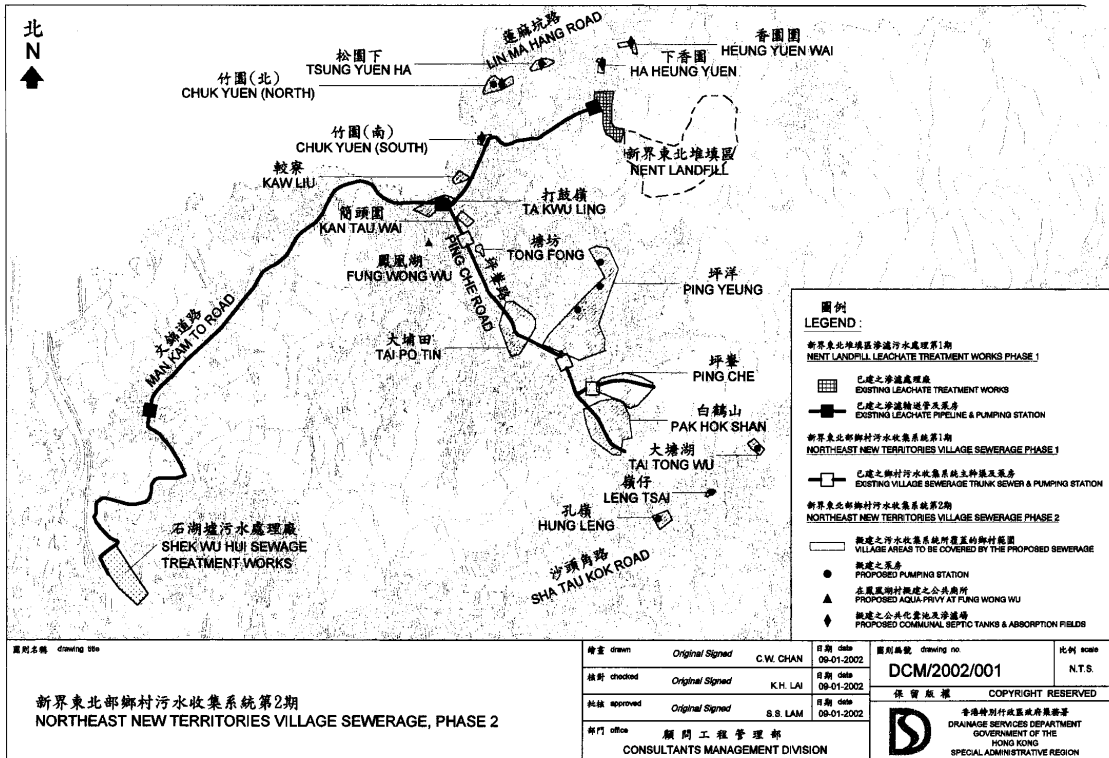 北
N
蓮麻坑路
LIN MA HANG ROAD
香園圍
HEUNG YUEN WAI
松園下
TSUNG YUEN HA
下香園
HA HEUNG YUEN
竹園(北)
CHUK YUEN (NORTH)
竹園(南)
CHUK YUEN (SOUTH)
新界東北堆填區
NENT LANDFILL
較寮
KAW LIU
打鼓嶺
TA KWU LING
簡頭圍
KAN TAU WAI
塘坊
TONG FONG
鳳凰湖
FUNG WONG WU
坪輋路
PING CHE ROAD
坪洋
PING YEUNG
文錦道路
MAN KAM TO ROAD
大埔田
TAI PO TIN
坪輋
PING CHE
白鶴山
PAK HOK SHAN
大塘湖
TAI TONG WU
嶺仔
LENG TSAI
孔嶺
HUNG LENG
沙頭角路
SHA TAU KOK ROAD
石湖墟污水處理廠
SHEK WU HUI SEWAGE
TREATMENT WORKS
圖例
LEGEND :
新界東北堆填區滲濾污水處理第1期
NENT LANDFILL LEACHATE TREATMENT WORKS PHASE 1
已建之滲濾處理廠
EXISTING LEACHATE TREATMENT WORKS
已建之滲濾輸送管及泵房
EXISTING LEACHATE PIPELINE & PUMPING STATION
新界東北部鄉村污水收集系統第1期
NORTHEAST NEW TERRITORIES VILLAGE SEWERAGE PHASE 1
已建之鄉村污水收集系統主幹渠及泵房
EXISTING VILLAGE SEWERAGE TRUNK SEWER & PUMPING STATION
新界東北部鄉村污水收集系統第2期
NORTHEAST NEW TERRITORIES VILLAGE SEWERAGE PHASE 2
擬建之污水收集系統所覆蓋的鄉村範圍
VILLAGE AREAS TO BE COVERED BY THE PROPOSED SEWERAGE
擬建之泵房
PROPOSED PUMPING STATION
在鳳凰湖村擬建之公共廁所
PROPOSED AQUA-PRIVY AT FUNG WONG WU
擬建之公共化糞池及滲濾場
PROPOSED COMMUNAL SEPTIC TANKS & ABSORPTION FIELDS
圖則名稱 drawing title
新界東北部鄉村污水收集系統第2期
NORTHEAST NEW TERRITORIES VILLAGE SEWERAGE, PHASE 2
繪畫 drawn Original Signed C.W. CHAN 日期 date 09-01-2002
核對 checked Original Signed K.H. LAI 日期 date 09-01-2002
批核 approved Original Signed S.S. LAM 日期 date 09-01-2002
部門 office 顧問工程管理部
CONSULTANTS MANAGEMENT DIVISION
圖則編號 drawing no.
DCM/2002/001
比例 scale
N.T.S.
保留版權 COPYRIGHT RESERVED
香港特別行政區政府渠務署
DRAINAGE SERVICES DEPARTMENT
GOVERNMENT OF THE
HONG KONG
SPECIAL ADMINISTRATIVE REGION